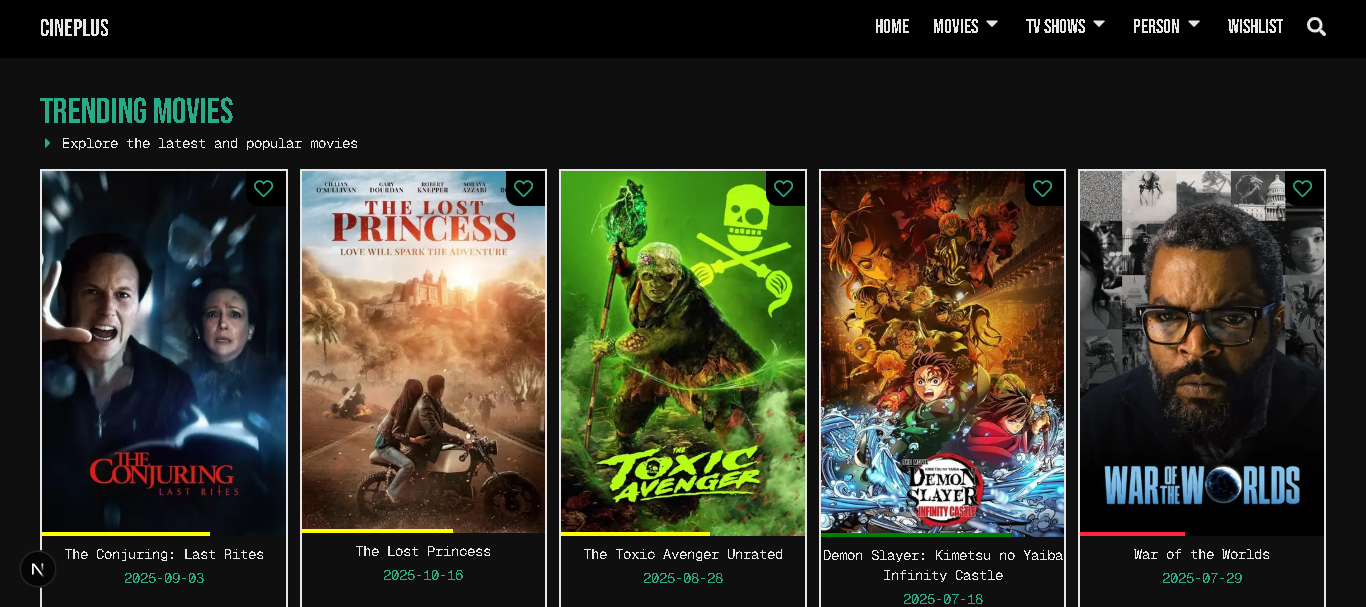 CINEPLUS
HOME MOVIES TV SHOWS PERSON WISHLIST
TRENDING MOVIES
Explore the latest and popular movies
THE
CONJURING
LAST RITES
The Conjuring: Last Rites
2025-09-03
CILLIAN O'SULLIVAN GARY DOURDAN ROBERT KNEPPER SORAYA AZZABI
THE LOST
PRINCESS
LOVE WILL SPARK THE ADVENTURE
The Lost Princess
2025-10-16
THE
TOXIC
AVENGER
The Toxic Avenger Unrated
2025-08-28
KIMETSU NO YAIBA
DEMON
SLAYER
INFINITY CASTLE
Demon Slayer: Kimetsu no Yaiba
Infinity Castle
2025-07-18
WAR OF THE WORLDS
War of the Worlds
2025-07-29
N